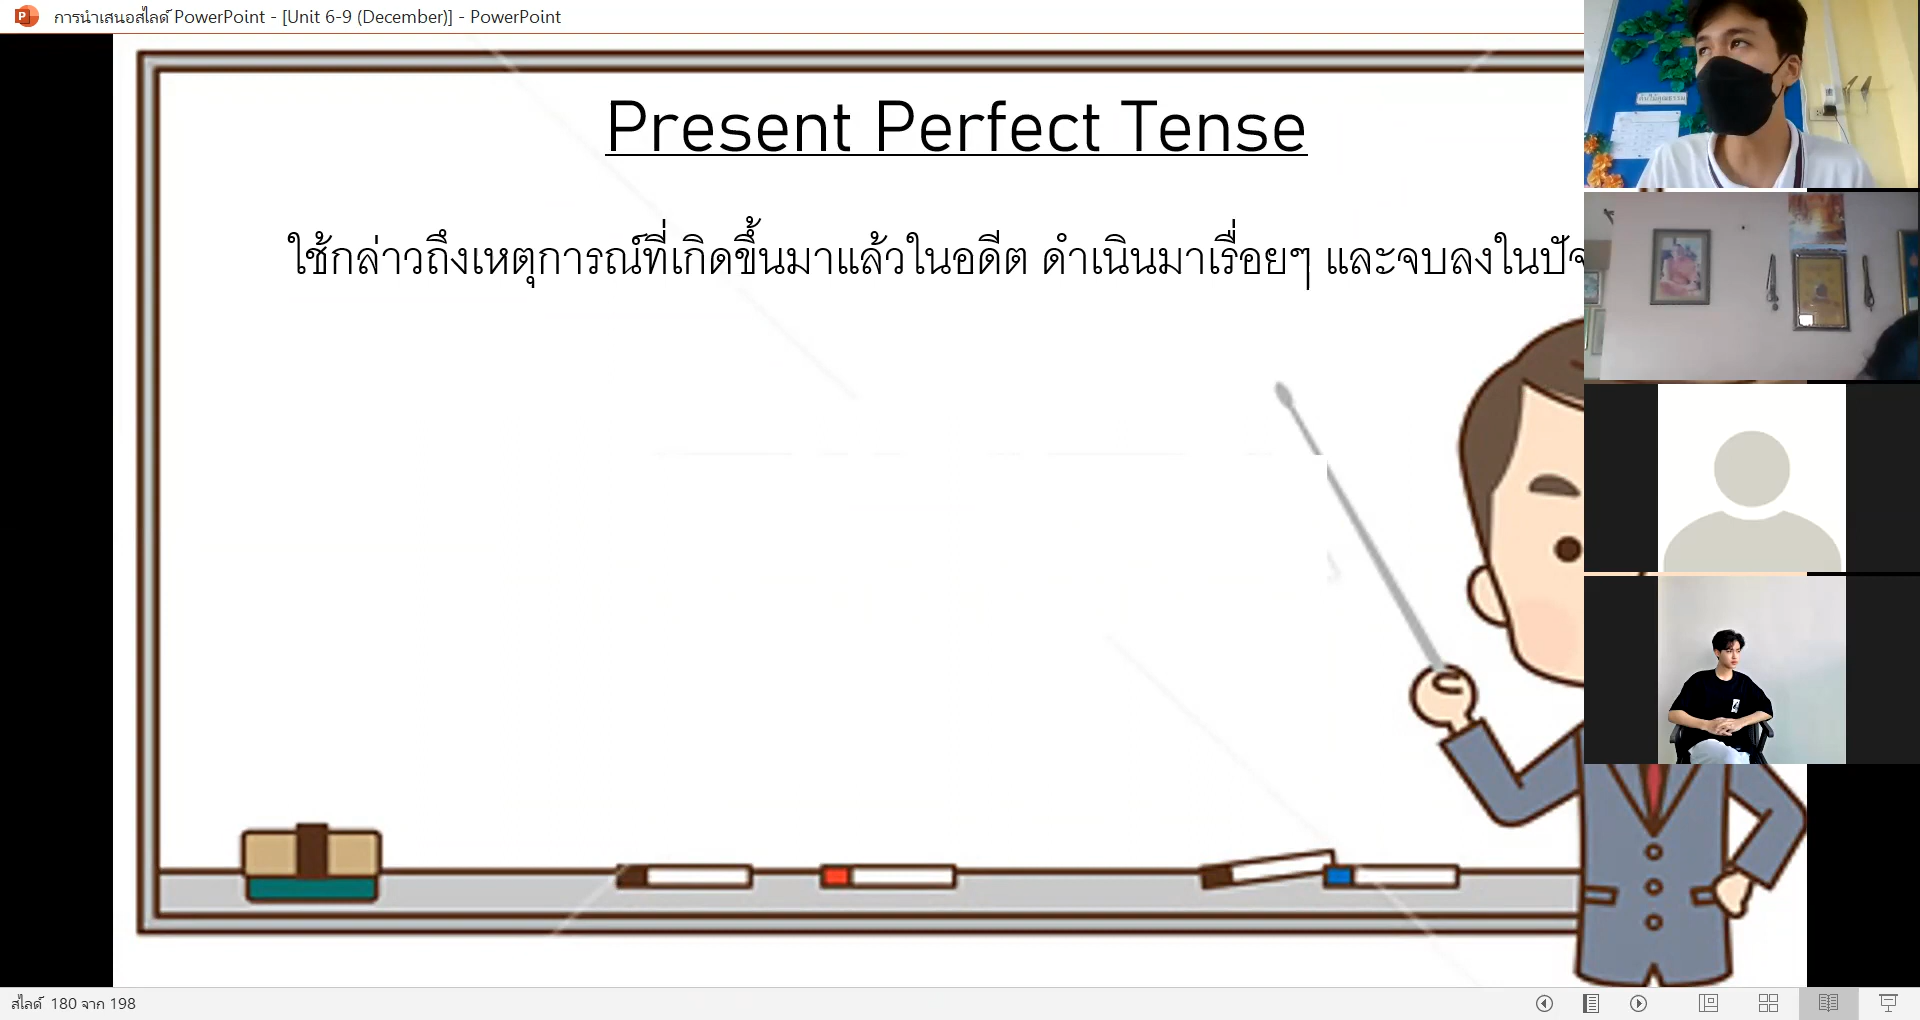 การนำเสนอสไลด์ PowerPoint - [Unit 6-9 (December)] - PowerPoint
Present Perfect Tense
ใช้กล่าวถึงเหตุการณ์ที่เกิดขึ้นมาแล้วในอดีต ดำเนินมาเรื่อยๆ และจบลงในปัจ
สไลด์ 180 จาก 198